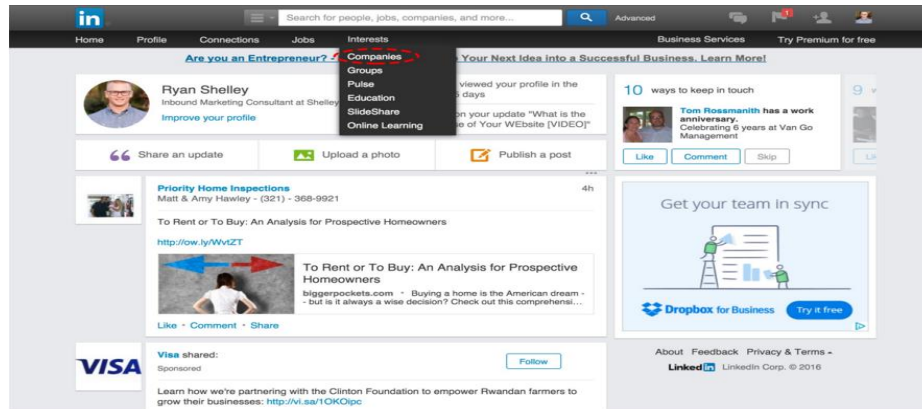 in
Search for people, jobs, companies, and more...
Advanced
1
Home Profile Connections Jobs Interests
Business Services Try Premium for free
Are you an Entrepreneur? -
Your Next Idea into a Successful Business. Learn More!
Companies
Groups
Pulse
Education
SlideShare
Online Learning
Ryan Shelley
Inbound Marketing Consultant at Shelley
Improve your profile
viewed your profile in the
days
on your update "What is the
e of Your WEbsite [VIDEO]"
10 ways to keep in touch
9
Tom Rossmanith has a work
anniversary.
Celebrating 6 years at Van Go
Management
Like Comment Skip
Share an update
Upload a photo
Publish a post
Priority Home Inspections
4h
Matt & Amy Hawley - (321) - 368-9921
To Rent or To Buy: An Analysis for Prospective Homeowners
http://ow.ly/WvtZT
To Rent or To Buy: An Analysis for Prospective
Homeowners
biggerpockets.com · Buying a home is the American dream -
- but is it always a wise decision? Check out this comprehensi...
Like · Comment · Share
Get your team in sync
Dropbox for Business
Try it free
VISA
Visa shared:
Sponsored
Follow
Learn how we're partnering with the Clinton Foundation to empower Rwandan farmers to
grow their businesses: http://vi.sa/1OKOipc
About Feedback Privacy & Terms
Linked in LinkedIn Corp. © 2016